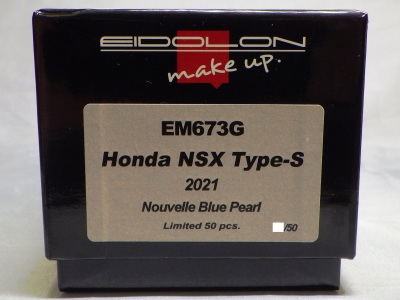 EIDOLON
make up.
EM673G
Honda NSX Type-S
2021
Nouvelle Blue Pearl
Limited 50 pcs. /50